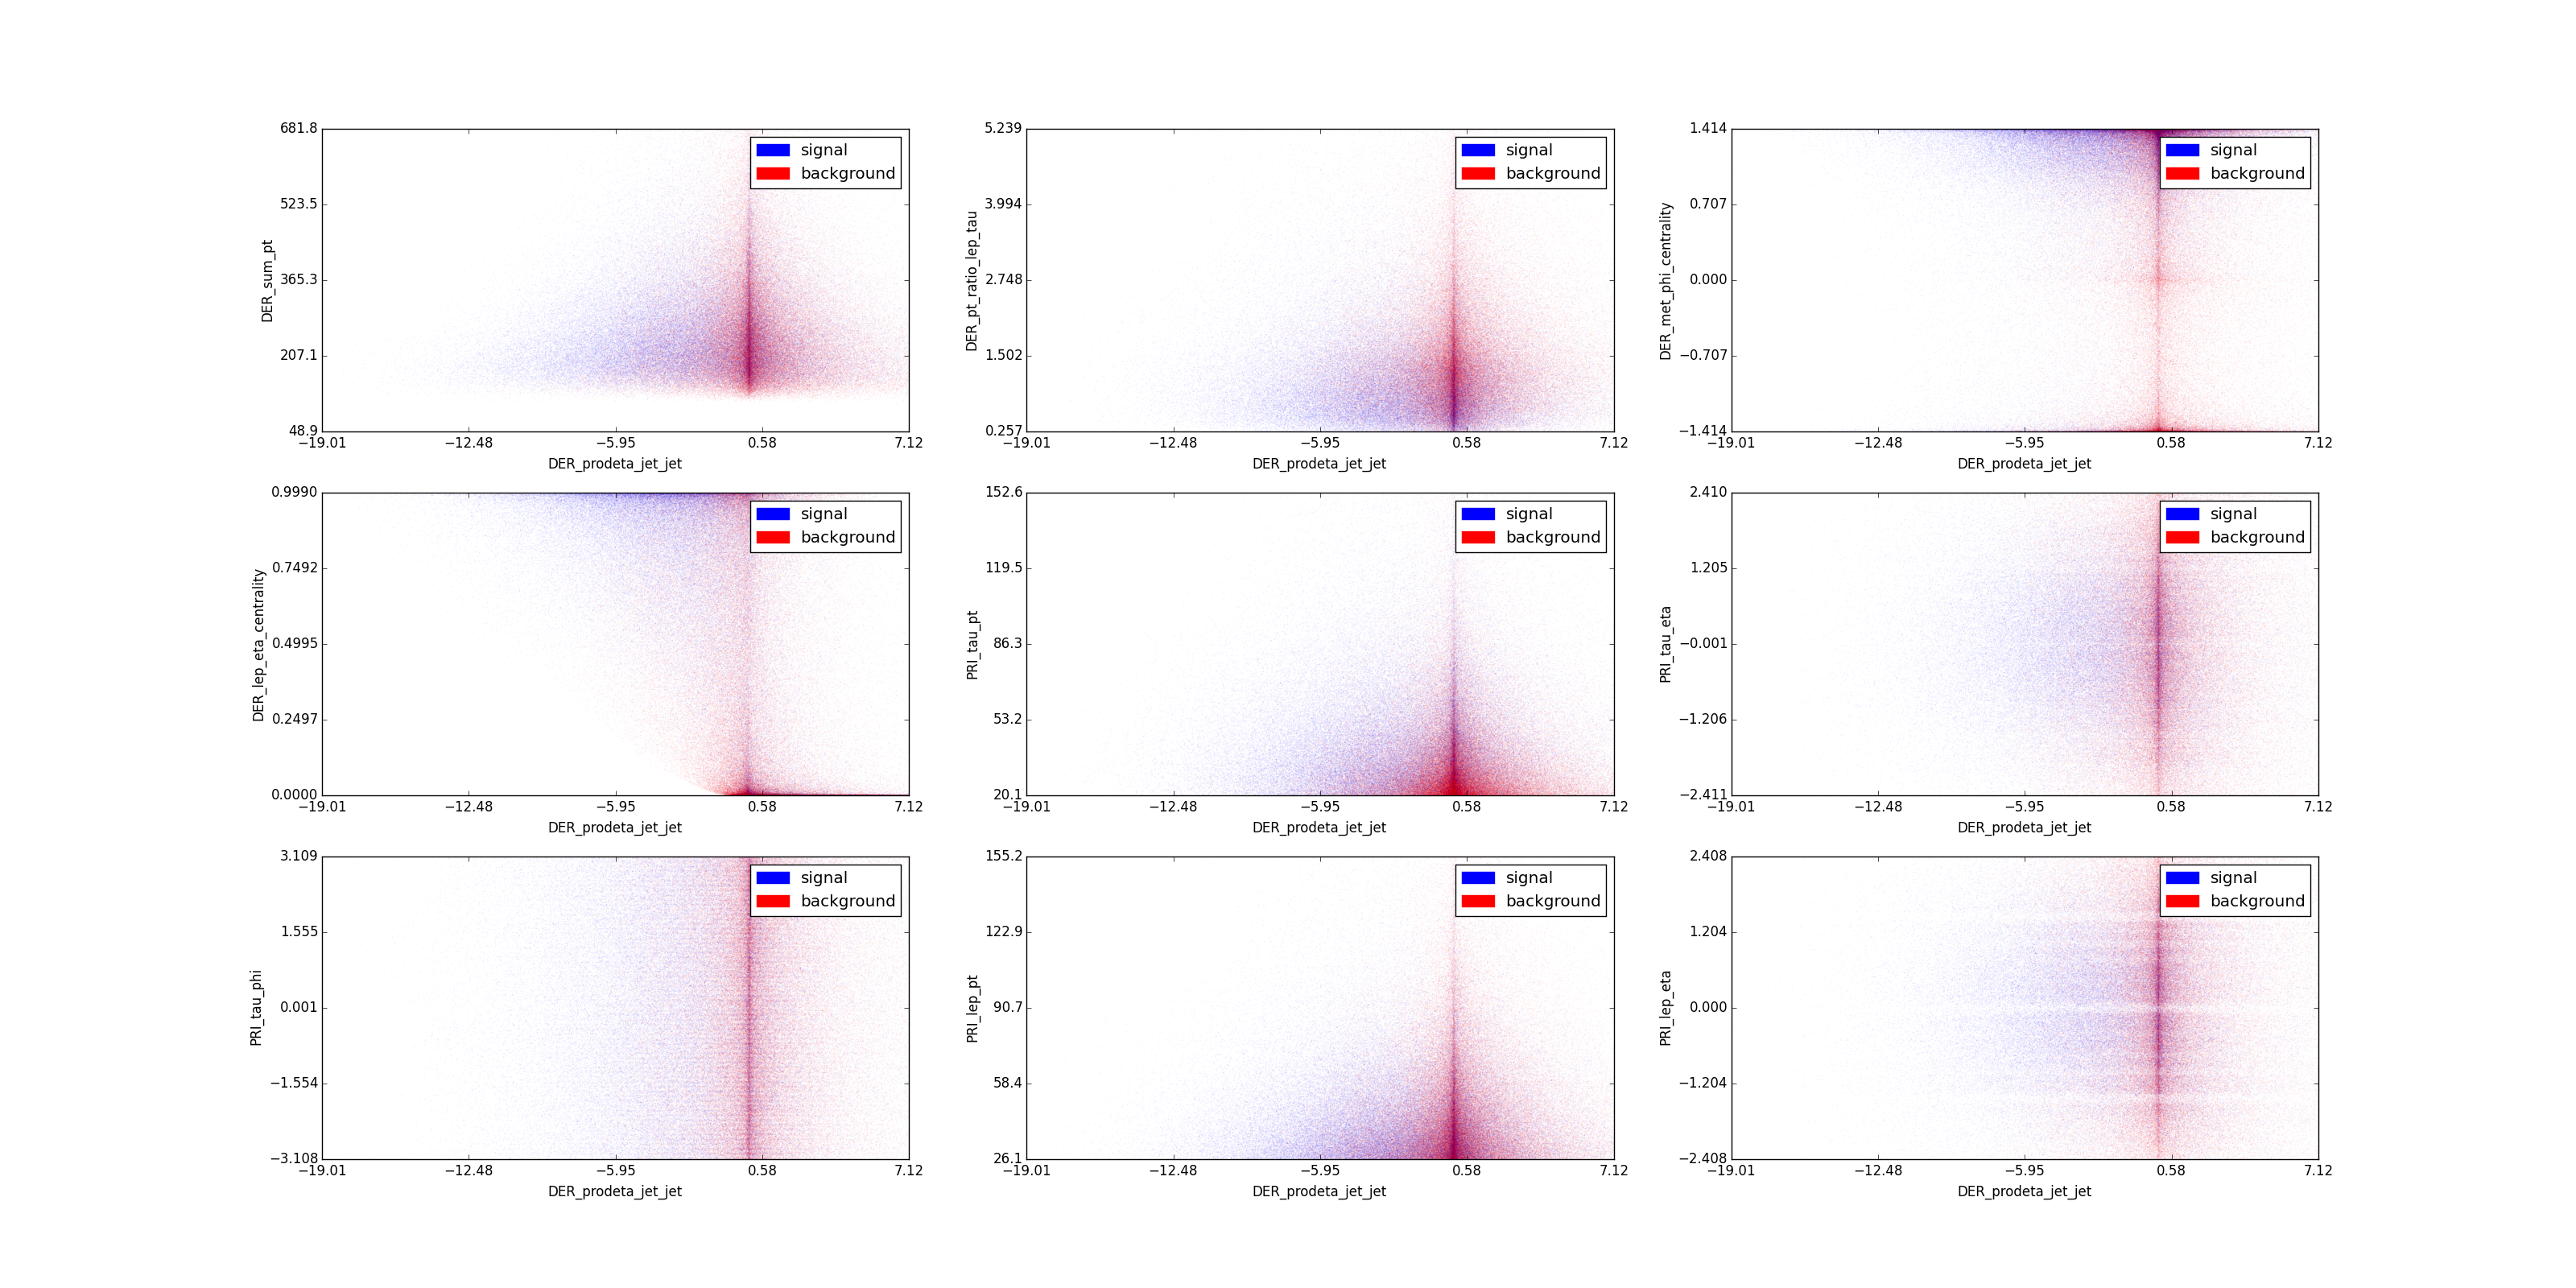 681.8
523.5
365.3
207.1
48.9
DER_sum_pt
signal
background
−19.01 −12.48 −5.95 0.58 7.12
DER_prodeta_jet_jet
5.239
3.994
2.748
1.502
0.257
DER_pt_ratio_lep_tau
signal
background
−19.01 −12.48 −5.95 0.58 7.12
DER_prodeta_jet_jet
1.414
0.707
0.000
−0.707
−1.414
DER_met_phi_centrality
signal
background
−19.01 −12.48 −5.95 0.58 7.12
DER_prodeta_jet_jet
0.9990
0.7492
0.4995
0.2497
0.0000
DER_lep_eta_centrality
signal
background
−19.01 −12.48 −5.95 0.58 7.12
DER_prodeta_jet_jet
152.6
119.5
86.3
53.2
20.1
PRI_tau_pt
signal
background
−19.01 −12.48 −5.95 0.58 7.12
DER_prodeta_jet_jet
2.410
1.205
−0.001
−1.206
−2.411
PRI_tau_eta
signal
background
−19.01 −12.48 −5.95 0.58 7.12
DER_prodeta_jet_jet
3.109
1.555
0.001
−1.554
−3.108
PRI_tau_phi
signal
background
−19.01 −12.48 −5.95 0.58 7.12
DER_prodeta_jet_jet
155.2
122.9
90.7
58.4
26.1
PRI_lep_pt
signal
background
−19.01 −12.48 −5.95 0.58 7.12
DER_prodeta_jet_jet
2.408
1.204
0.000
−1.204
−2.408
PRI_lep_eta
signal
background
−19.01 −12.48 −5.95 0.58 7.12
DER_prodeta_jet_jet